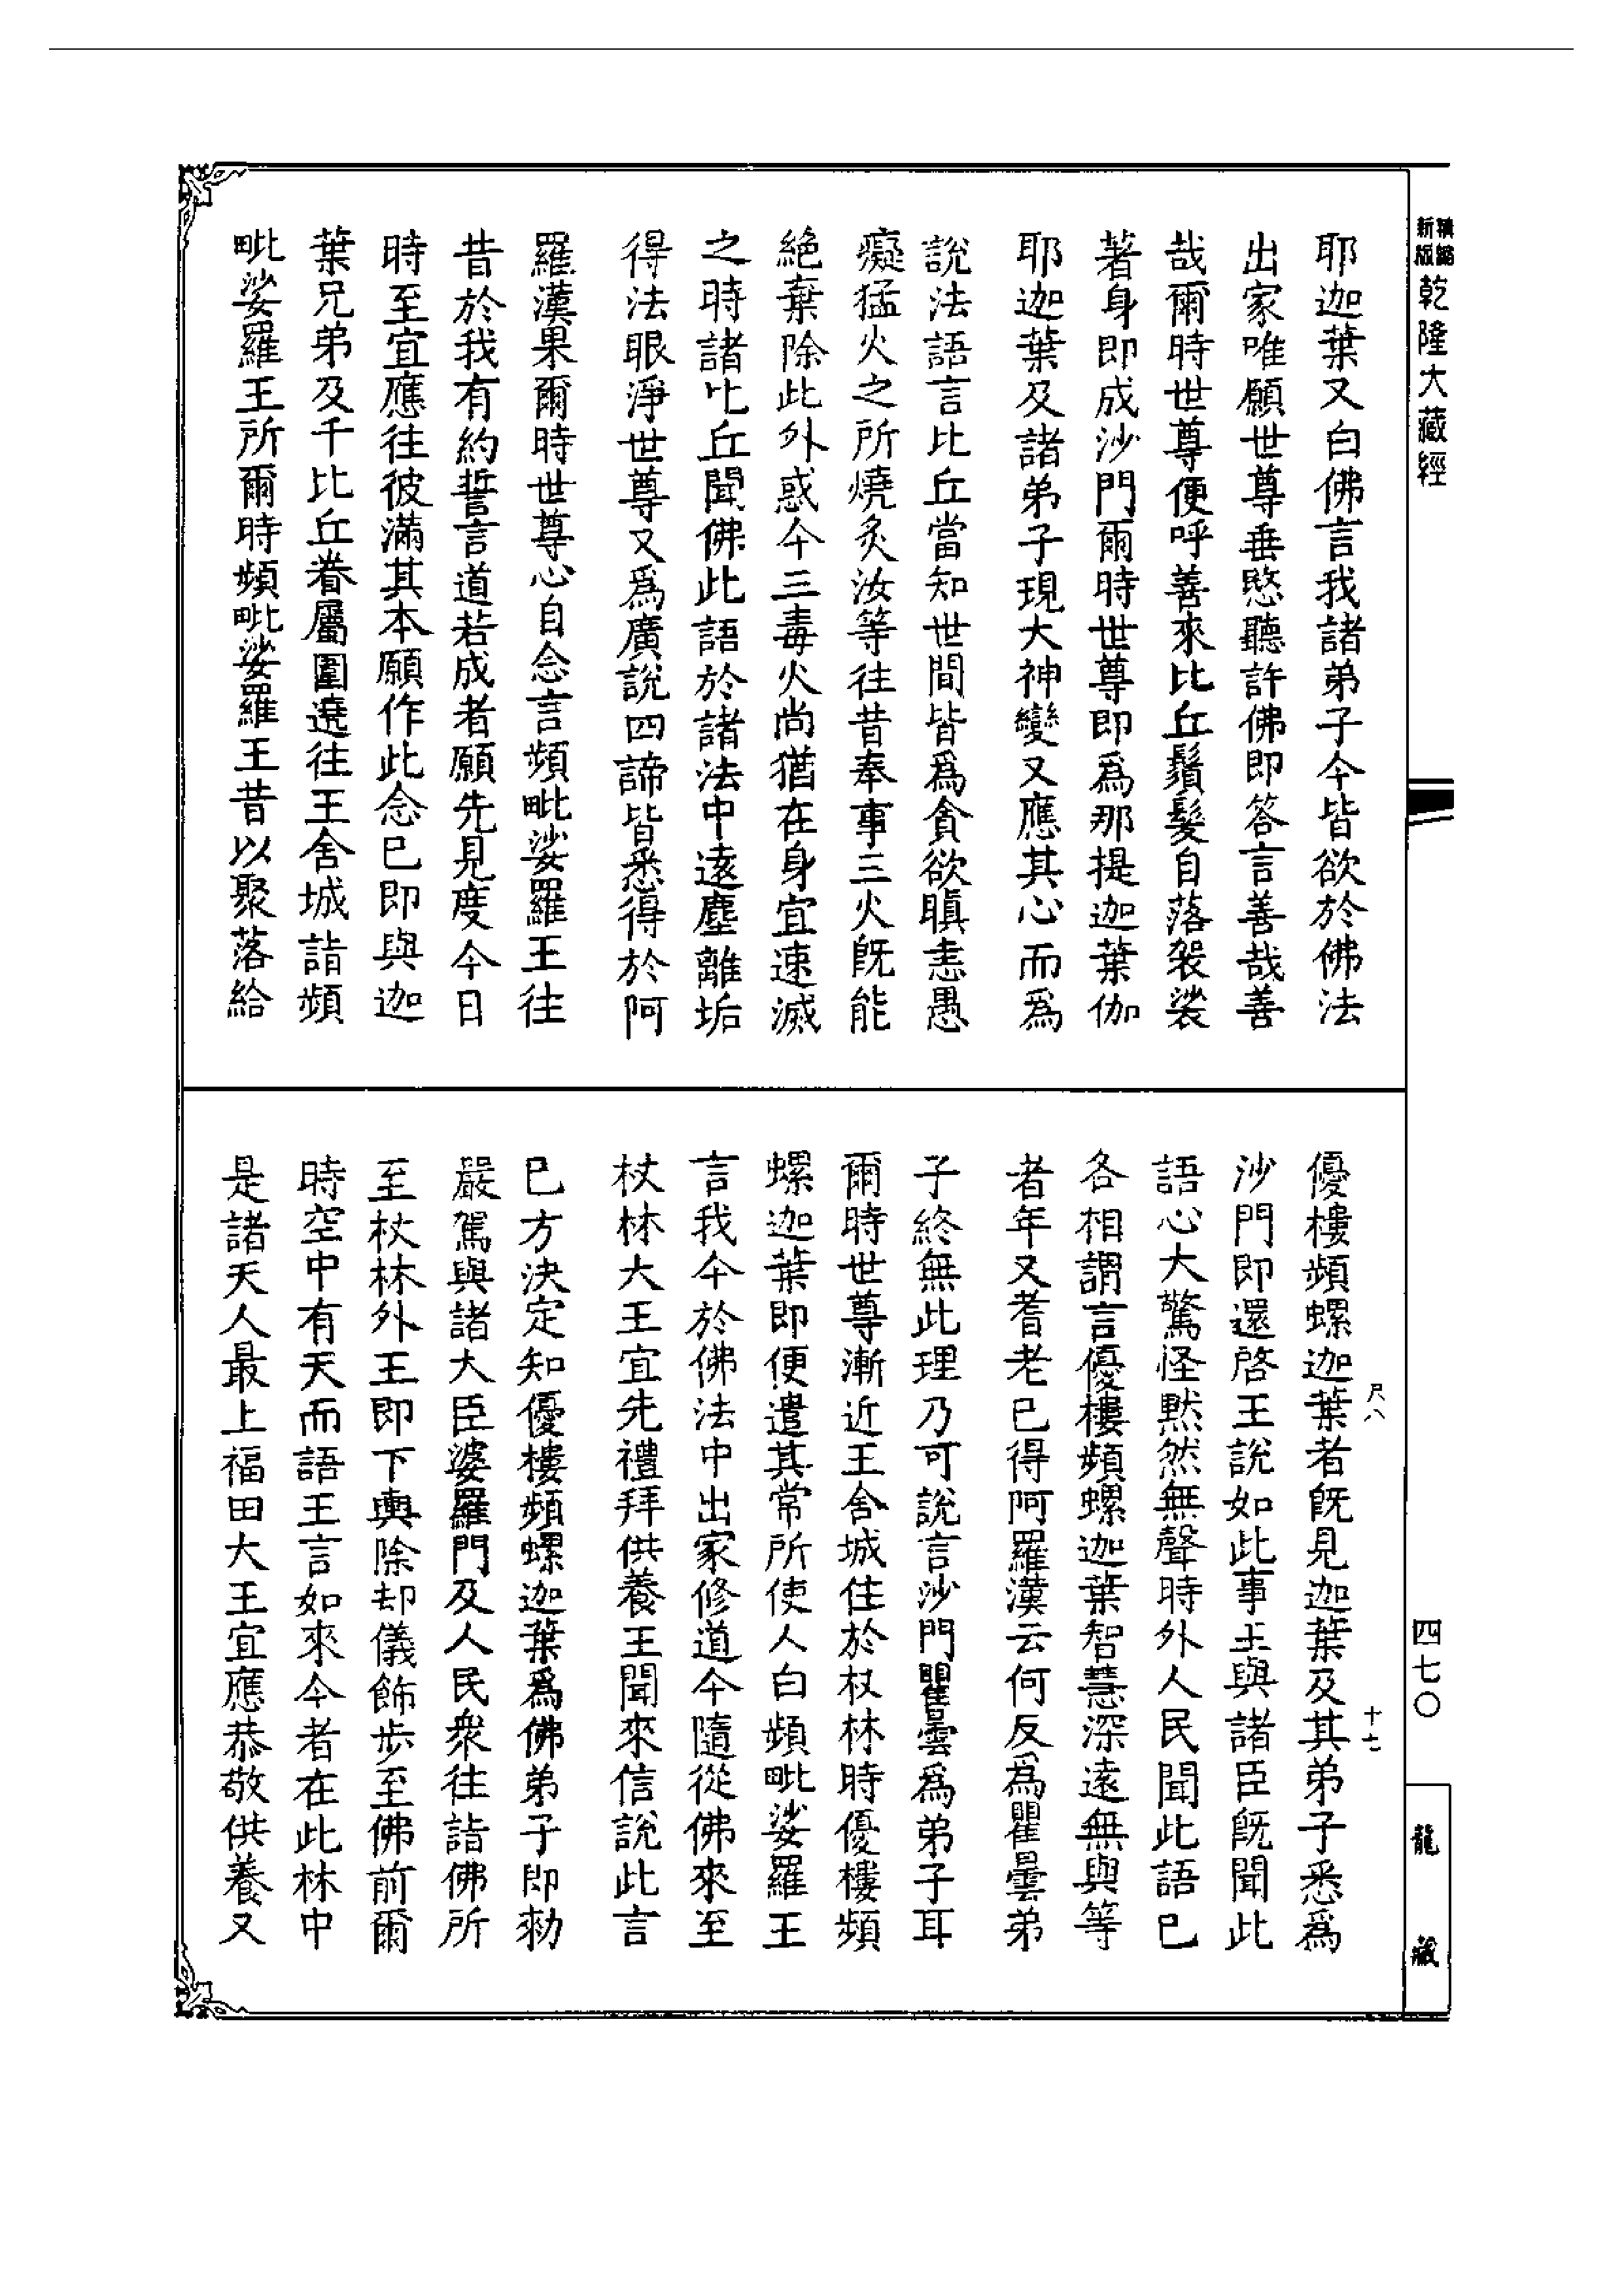 新版
精縮
乾隆大藏經
耶迦葉又白佛言我諸弟子今皆欲於佛法
出家唯願世尊垂愍聽許佛即答言善哉善
哉爾時世尊便呼善來比丘鬚髮自落袈裟
著身即成沙門爾時世尊即為那提迦葉伽
耶迦葉及諸弟子現大神變又應其心而為
說法語言比丘當知世間皆為貪欲瞋恚愚
癡猛火之所燒炙汝等往昔奉事三火既能
絕棄除此外惑今三毒火尚猶在身宜速滅
之時諸比丘聞佛此語於諸法中遠塵離垢
得法眼淨世尊又為廣說四諦皆悉得於阿
羅漢果爾時世尊心自念言頻毗娑羅王往
昔於我有約誓言道若成者願先見度今日
時至宜應往彼滿其本願作此念已即與迦
葉兄弟及千比丘眷屬圍遶往王舍城詣頻
毗娑羅王所爾時頻毗娑羅王昔以聚落給
優樓頻螺迦葉者既見迦葉及其弟子悉為
沙門即還啓王說如此事王與諸臣既聞此
語心大驚怪默然無聲時外人民聞此語已
各相謂言優樓頻螺迦葉智慧深遠無與等
者年又耆老已得阿羅漢云何反為瞿曇弟
子終無此理乃可說言沙門瞿曇為弟子耳
爾時世尊漸近王舍城住於杖林時優樓頻
螺迦葉即便遣其常所使人白頻毗娑羅王
言我今於佛法中出家修道今隨從佛來至
杖林大王宜先禮拜供養王聞來信說此言
已方決定知優樓頻螺迦葉為佛弟子即勑
嚴駕與諸大臣婆羅門及人民衆往詣佛所
至杖林外王即下輿除却儀飾步至佛前爾
時空中有天而語王言如來今者在此林中
是諸天人最上福田大王宜應恭敬供養又
尺八
十七
四七〇
龍藏